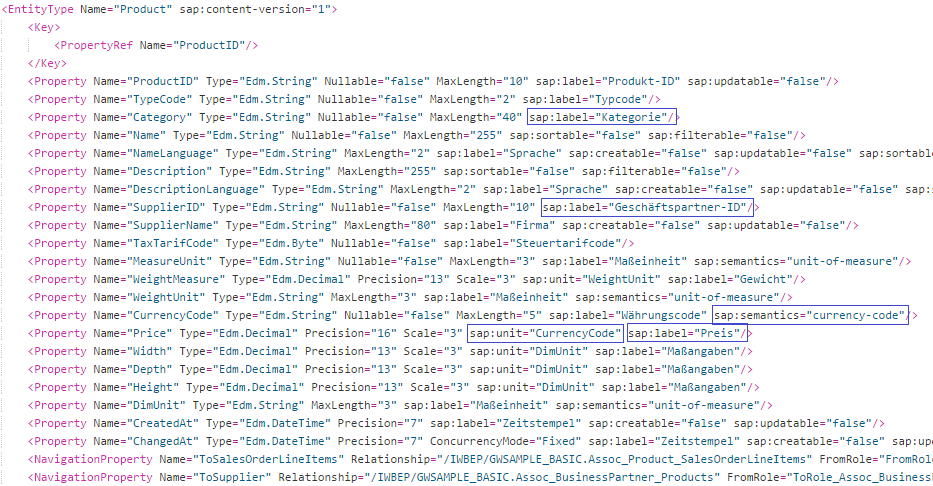 <EntityType Name="Product" sap:content-version="1">
<Key>
<PropertyRef Name="ProductID"/>
</Key>
<Property Name="ProductID" Type="Edm.String" Nullable="false" MaxLength="10" sap:label="Produkt-ID" sap:updatable="false"/>
<Property Name="TypeCode" Type="Edm.String" Nullable="false" MaxLength="2" sap:label="Typcode"/>
<Property Name="Category" Type="Edm.String" Nullable="false" MaxLength="40" sap:label="Kategorie"/>
<Property Name="Name" Type="Edm.String" Nullable="false" MaxLength="255" sap:sortable="false" sap:filterable="false"/>
<Property Name="NameLanguage" Type="Edm.String" MaxLength="2" sap:label="Sprache" sap:creatable="false" sap:updatable="false" sap:sortabl
<Property Name="Description" Type="Edm.String" MaxLength="255" sap:sortable="false" sap:filterable="false"/>
<Property Name="DescriptionLanguage" Type="Edm.String" MaxLength="2" sap:label="Sprache" sap:creatable="false" sap:updatable="false" sap:s
<Property Name="SupplierID" Type="Edm.String" Nullable="false" MaxLength="10" sap:label="Geschäftspartner-ID"/>
<Property Name="SupplierName" Type="Edm.String" MaxLength="80" sap:label="Firma" sap:creatable="false" sap:updatable="false"/>
<Property Name="TaxTarifCode" Type="Edm.Byte" Nullable="false" sap:label="Steuertarifcode"/>
<Property Name="MeasureUnit" Type="Edm.String" Nullable="false" MaxLength="3" sap:label="Maßeinheit" sap:semantics="unit-of-measure"/>
<Property Name="WeightMeasure" Type="Edm.Decimal" Precision="13" Scale="3" sap:unit="WeightUnit" sap:label="Gewicht"/>
<Property Name="WeightUnit" Type="Edm.String" MaxLength="3" sap:label="Maßeinheit" sap:semantics="unit-of-measure"/>
<Property Name="CurrencyCode" Type="Edm.String" Nullable="false" MaxLength="5" sap:label="Währungscode" sap:semantics="currency-code"/>
<Property Name="Price" Type="Edm.Decimal" Precision="16" Scale="3" sap:unit="CurrencyCode" sap:label="Preis"/>
<Property Name="Width" Type="Edm.Decimal" Precision="13" Scale="3" sap:unit="DimUnit" sap:label="Maßangaben"/>
<Property Name="Depth" Type="Edm.Decimal" Precision="13" Scale="3" sap:unit="DimUnit" sap:label="Maßangaben"/>
<Property Name="Height" Type="Edm.Decimal" Precision="13" Scale="3" sap:unit="DimUnit" sap:label="Maßangaben"/>
<Property Name="DimUnit" Type="Edm.String" MaxLength="3" sap:label="Maßeinheit" sap:semantics="unit-of-measure"/>
<Property Name="CreatedAt" Type="Edm.DateTime" Precision="7" sap:label="Zeitstempel" sap:creatable="false" sap:updatable="false"/>
<Property Name="ChangedAt" Type="Edm.DateTime" Precision="7" ConcurrencyMode="Fixed" sap:label="Zeitstempel" sap:creatable="false" sap:upd
<NavigationProperty Name="ToSalesOrderLineItems" Relationship="/IWBEP/GWSAMPLE_BASIC.Assoc_Product_SalesOrderLineItems" FromRole="FromRole
<NavigationProperty Name="ToSupplier" Relationship="/IWBEP/GWSAMPLE_BASIC.Assoc_BusinessPartner_Products" FromRole="ToRole_Assoc_Business